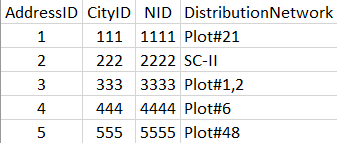 AddressID CityID NID DistributionNetwork
1 111 1111 Plot#21
2 222 2222 SC-II
3 333 3333 Plot#1,2
4 444 4444 Plot#6
5 555 5555 Plot#48